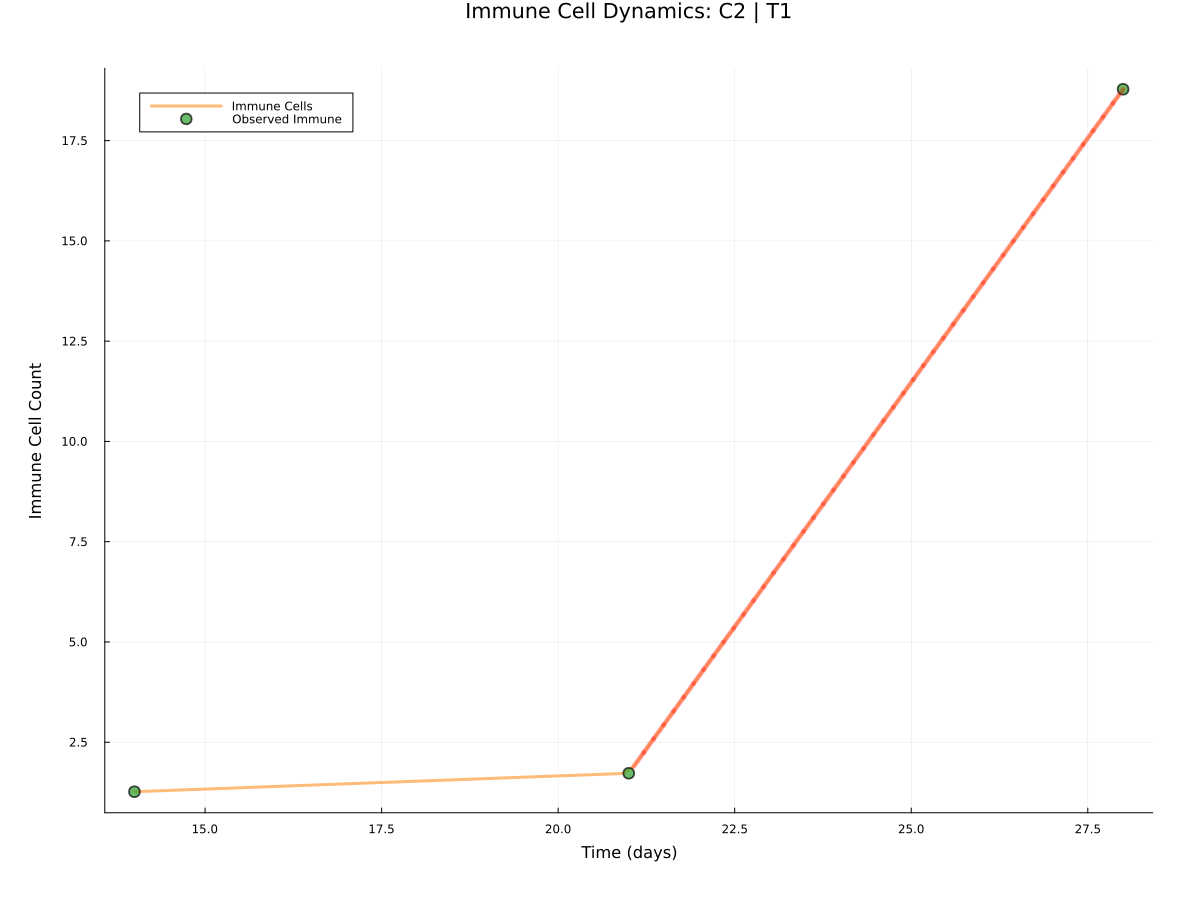 Immune Cell Dynamics: C2 | T1
Immune Cells
Observed Immune
17.5
15.0
12.5
10.0
7.5
5.0
2.5
Immune Cell Count
15.0
17.5
20.0
22.5
25.0
27.5
Time (days)